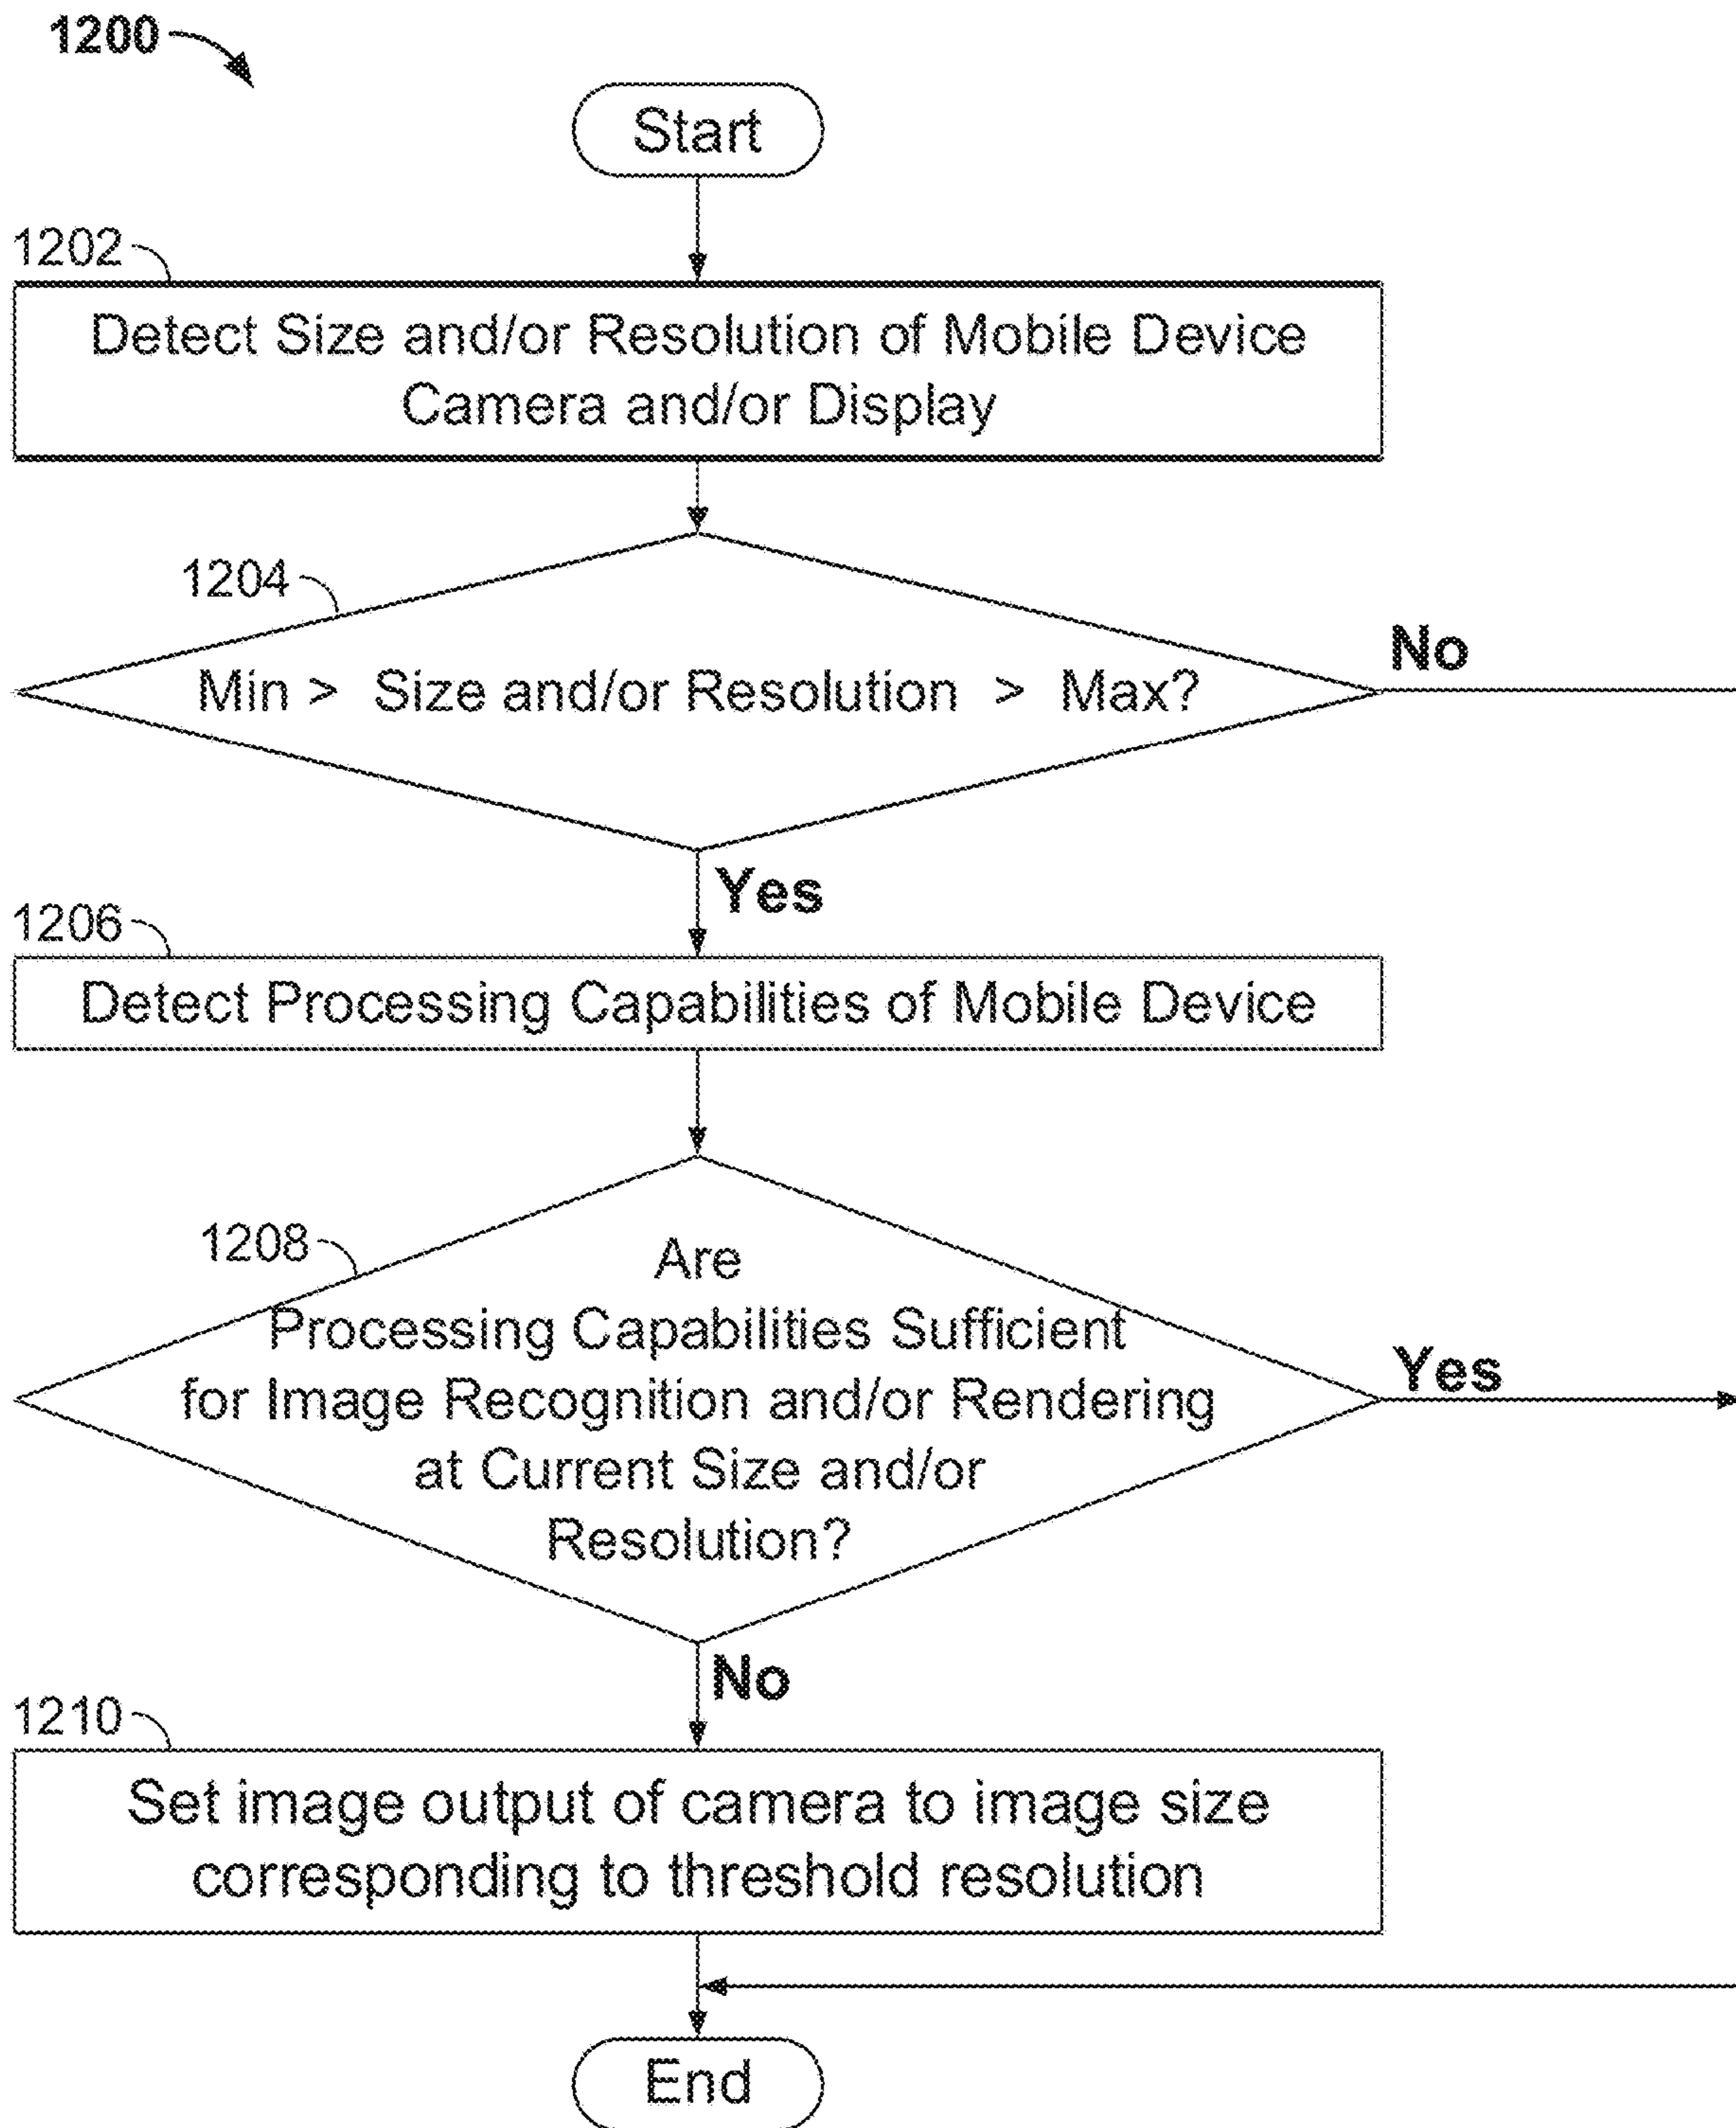 1200
Start
1202
Detect Size and/or Resolution of Mobile Device
Camera and/or Display
1204
Min > Size and/or Resolution > Max?
No
Yes
1206
Detect Processing Capabilities of Mobile Device
1208
Are
Processing Capabilities Sufficient
for Image Recognition and/or Rendering
at Current Size and/or
Resolution?
Yes
No
1210
Set image output of camera to image size
corresponding to threshold resolution
End